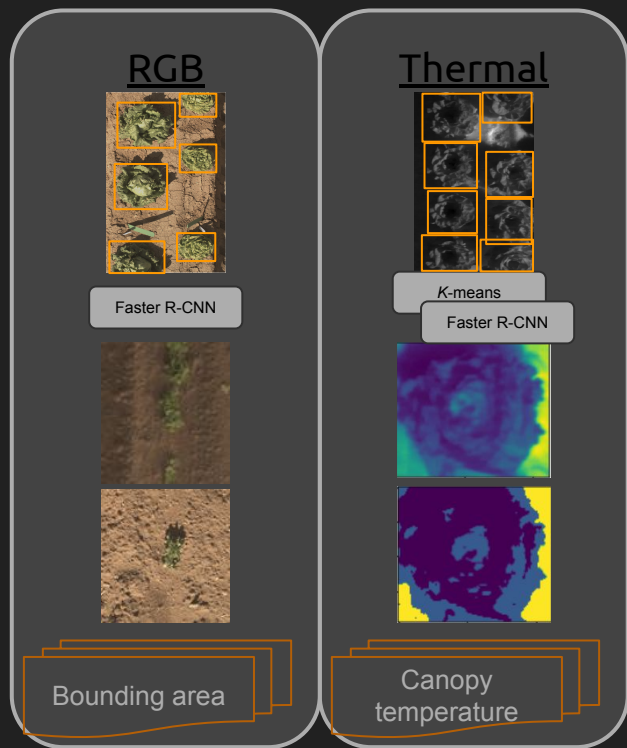 RGB
Faster R-CNN
Bounding area
Thermal
K-means
Faster R-CNN
Canopy
temperature